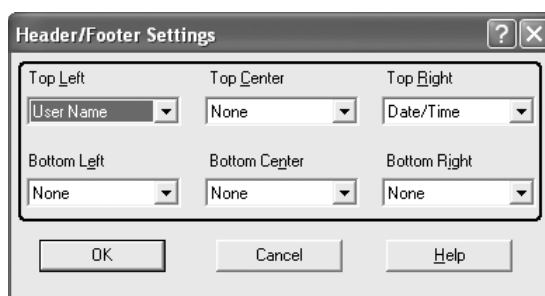 Header/Footer Settings
Top Left Top Center Top Right
User Name None Date/Time
Bottom Left Bottom Center Bottom Right
None None None
OK Cancel Help